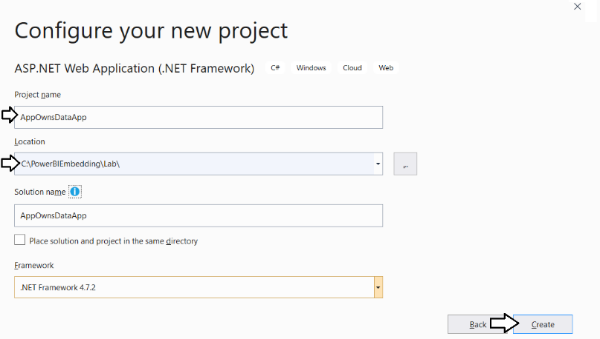 Configure your new project
ASP.NET Web Application (.NET Framework) C# Windows Cloud Web
Project name
AppOwnsDataApp
Location
C:\PowerBIEmbedding\Lab\
...
Solution name
AppOwnsDataApp
Place solution and project in the same directory
Framework
.NET Framework 4.7.2
Back Create